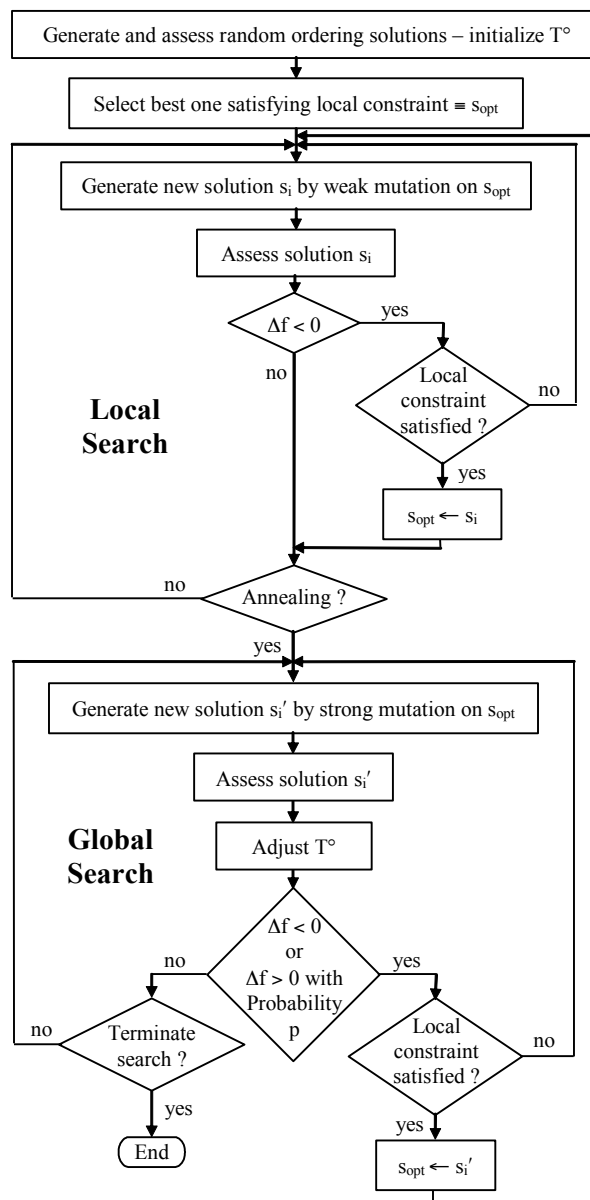 Generate and assess random ordering solutions – initialize T°
Select best one satisfying local constraint ≡ sopt
Generate new solution si by weak mutation on sopt
Assess solution si
Δf < 0
yes
no
Local
constraint
satisfied ?
no
yes
Local
Search
sopt ← si
Annealing ?
no
yes
Generate new solution si′ by strong mutation on sopt
Assess solution si′
Adjust T°
Global
Search
Δf < 0
or
Δf > 0 with
Probability
p
no
yes
Terminate
search ?
no
yes
End
Local
constraint
satisfied ?
no
yes
sopt ← si′